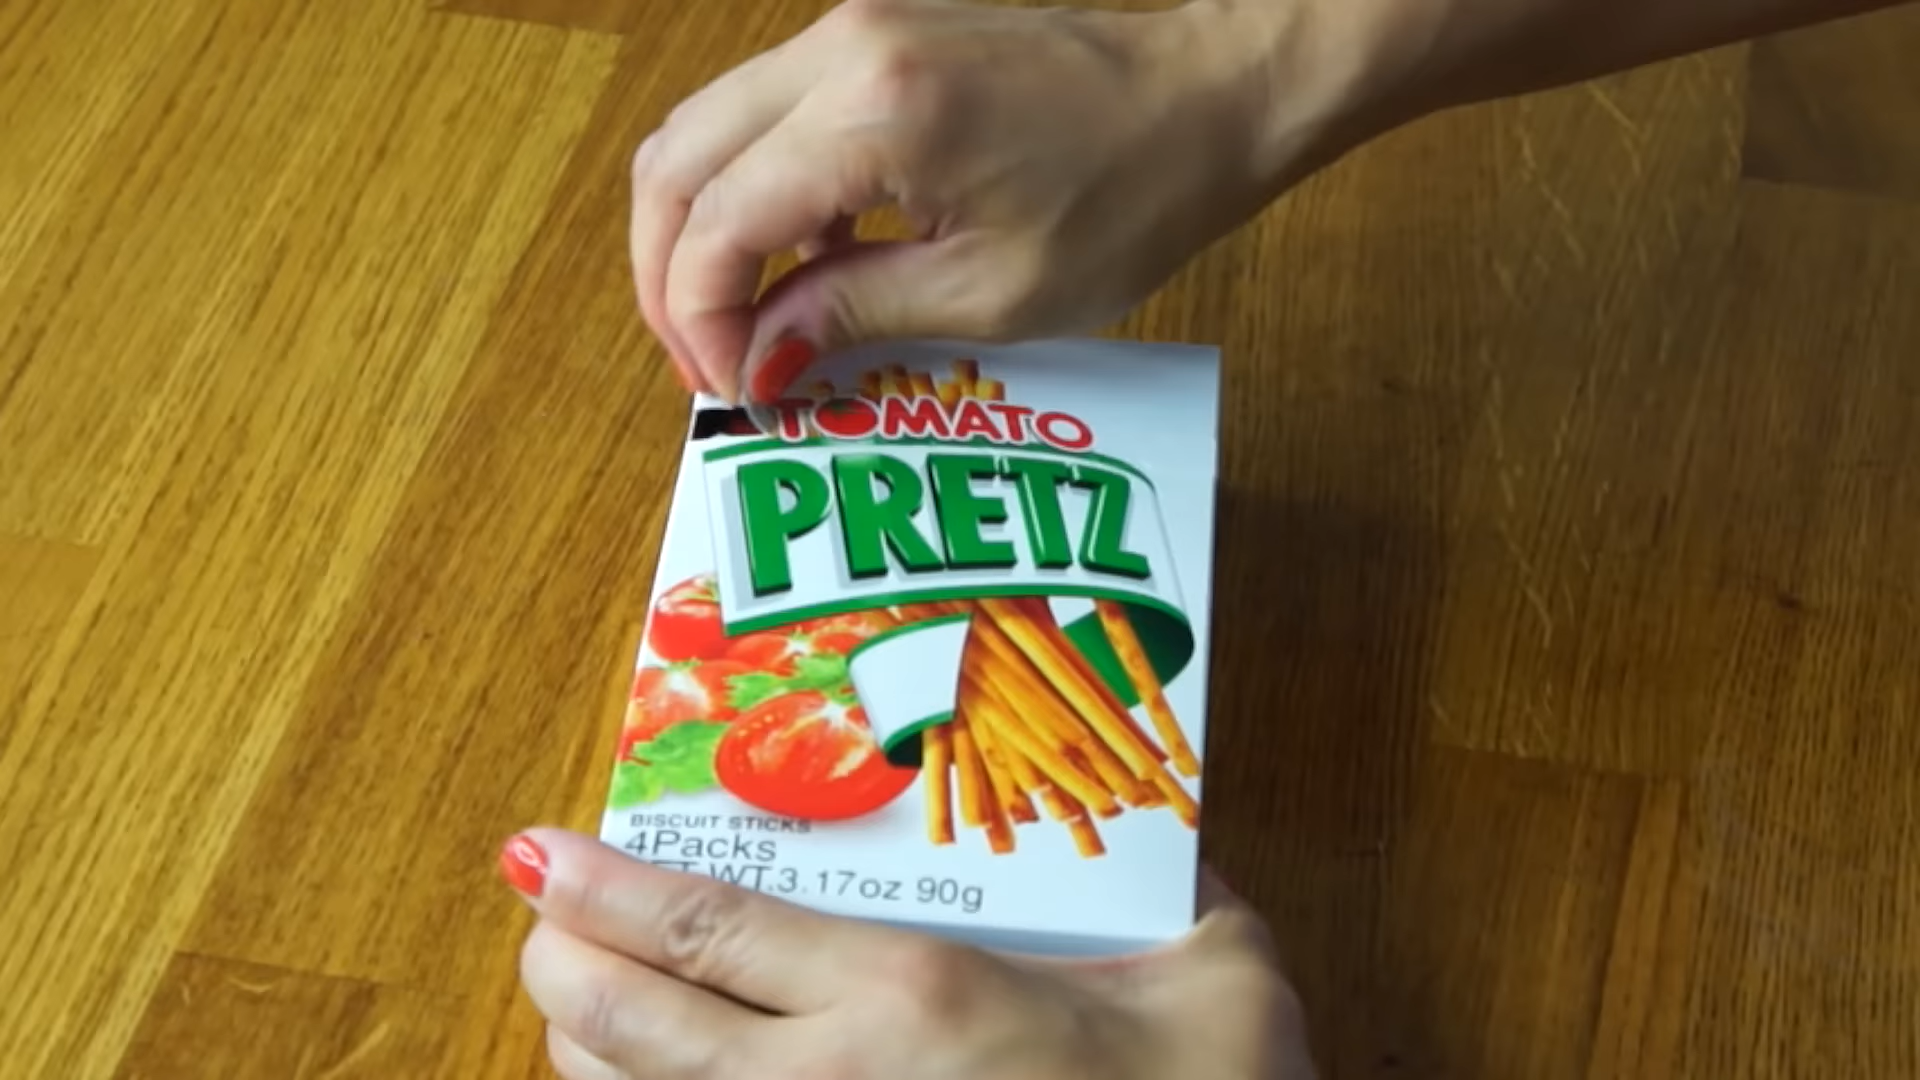 TOMATO
PRETZ
BISCUIT STICKS
4Packs
WT.3.17oz 90g